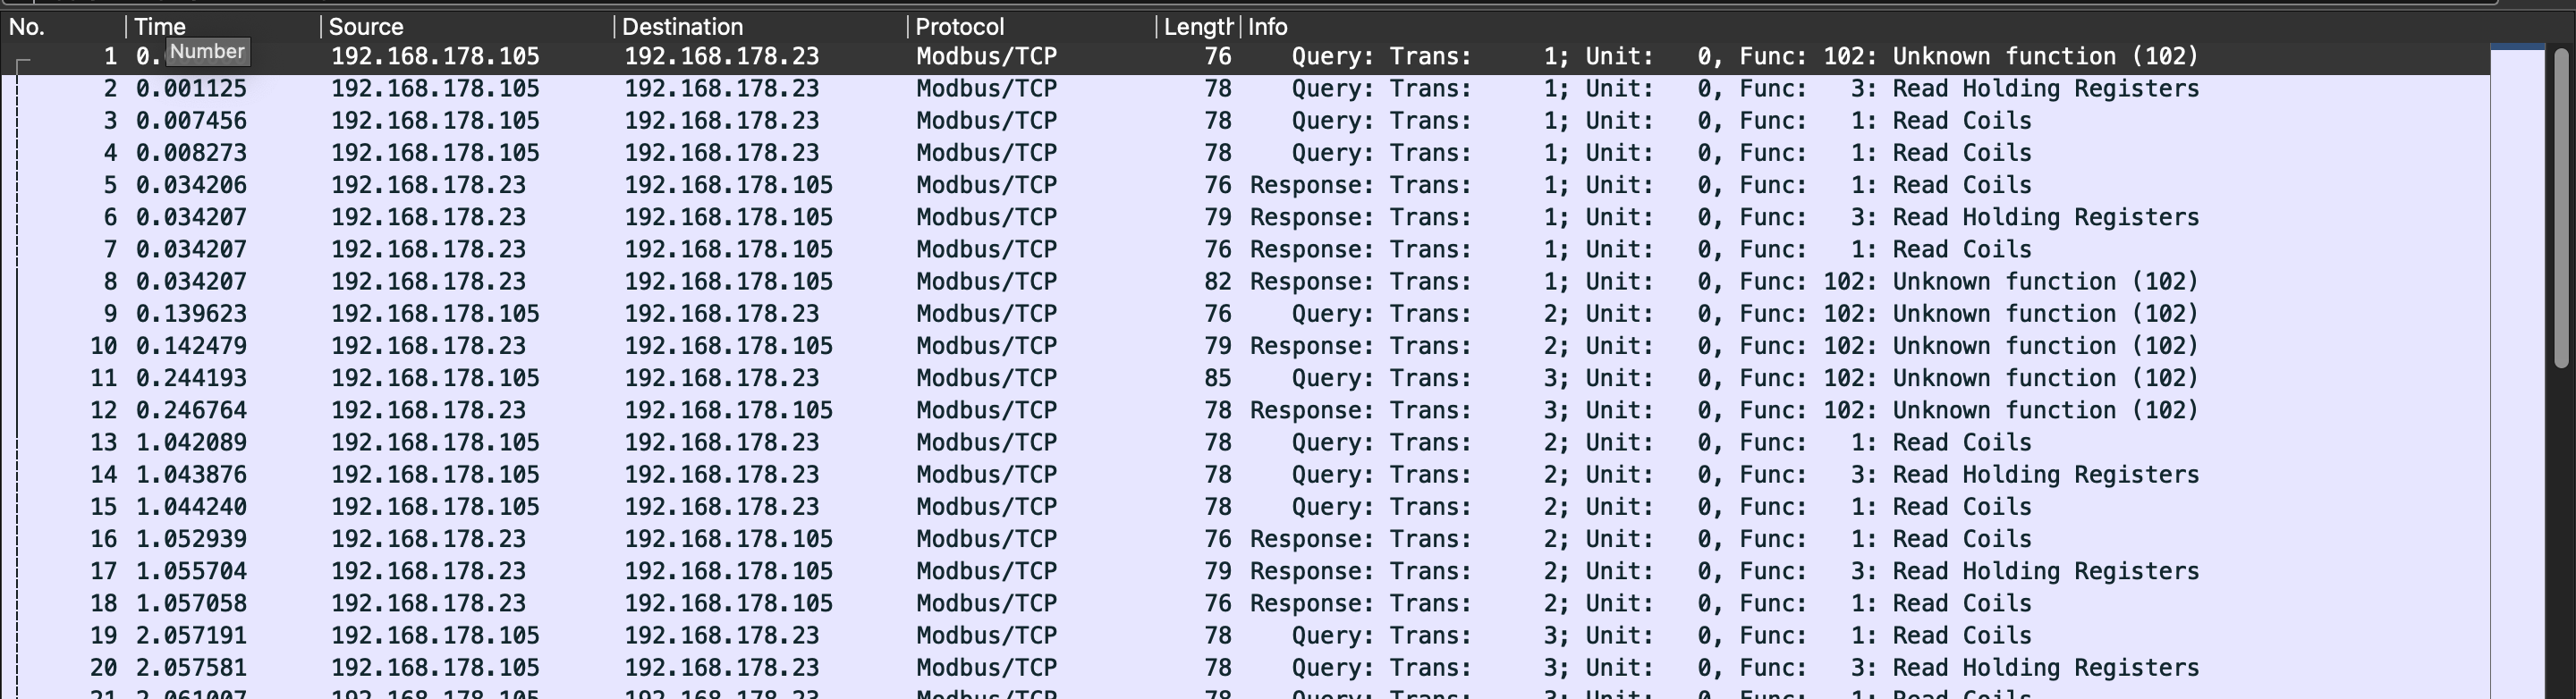 No. Time Source Destination Protocol Length Info
Number
1 0. 192.168.178.105 192.168.178.23 Modbus/TCP 76 Query: Trans: 1; Unit: 0, Func: 102: Unknown function (102)
2 0.001125 192.168.178.105 192.168.178.23 Modbus/TCP 78 Query: Trans: 1; Unit: 0, Func: 3: Read Holding Registers
3 0.007456 192.168.178.105 192.168.178.23 Modbus/TCP 78 Query: Trans: 1; Unit: 0, Func: 1: Read Coils
4 0.008273 192.168.178.105 192.168.178.23 Modbus/TCP 78 Query: Trans: 1; Unit: 0, Func: 1: Read Coils
5 0.034206 192.168.178.23 192.168.178.105 Modbus/TCP 76 Response: Trans: 1; Unit: 0, Func: 1: Read Coils
6 0.034207 192.168.178.23 192.168.178.105 Modbus/TCP 79 Response: Trans: 1; Unit: 0, Func: 3: Read Holding Registers
7 0.034207 192.168.178.23 192.168.178.105 Modbus/TCP 76 Response: Trans: 1; Unit: 0, Func: 1: Read Coils
8 0.034207 192.168.178.23 192.168.178.105 Modbus/TCP 82 Response: Trans: 1; Unit: 0, Func: 102: Unknown function (102)
9 0.139623 192.168.178.105 192.168.178.23 Modbus/TCP 76 Query: Trans: 2; Unit: 0, Func: 102: Unknown function (102)
10 0.142479 192.168.178.23 192.168.178.105 Modbus/TCP 79 Response: Trans: 2; Unit: 0, Func: 102: Unknown function (102)
11 0.244193 192.168.178.105 192.168.178.23 Modbus/TCP 85 Query: Trans: 3; Unit: 0, Func: 102: Unknown function (102)
12 0.246764 192.168.178.23 192.168.178.105 Modbus/TCP 78 Response: Trans: 3; Unit: 0, Func: 102: Unknown function (102)
13 1.042089 192.168.178.105 192.168.178.23 Modbus/TCP 78 Query: Trans: 2; Unit: 0, Func: 1: Read Coils
14 1.043876 192.168.178.105 192.168.178.23 Modbus/TCP 78 Query: Trans: 2; Unit: 0, Func: 3: Read Holding Registers
15 1.044240 192.168.178.105 192.168.178.23 Modbus/TCP 78 Query: Trans: 2; Unit: 0, Func: 1: Read Coils
16 1.052939 192.168.178.23 192.168.178.105 Modbus/TCP 76 Response: Trans: 2; Unit: 0, Func: 1: Read Coils
17 1.055704 192.168.178.23 192.168.178.105 Modbus/TCP 79 Response: Trans: 2; Unit: 0, Func: 3: Read Holding Registers
18 1.057058 192.168.178.23 192.168.178.105 Modbus/TCP 76 Response: Trans: 2; Unit: 0, Func: 1: Read Coils
19 2.057191 192.168.178.105 192.168.178.23 Modbus/TCP 78 Query: Trans: 3; Unit: 0, Func: 1: Read Coils
20 2.057581 192.168.178.105 192.168.178.23 Modbus/TCP 78 Query: Trans: 3; Unit: 0, Func: 3: Read Holding Registers